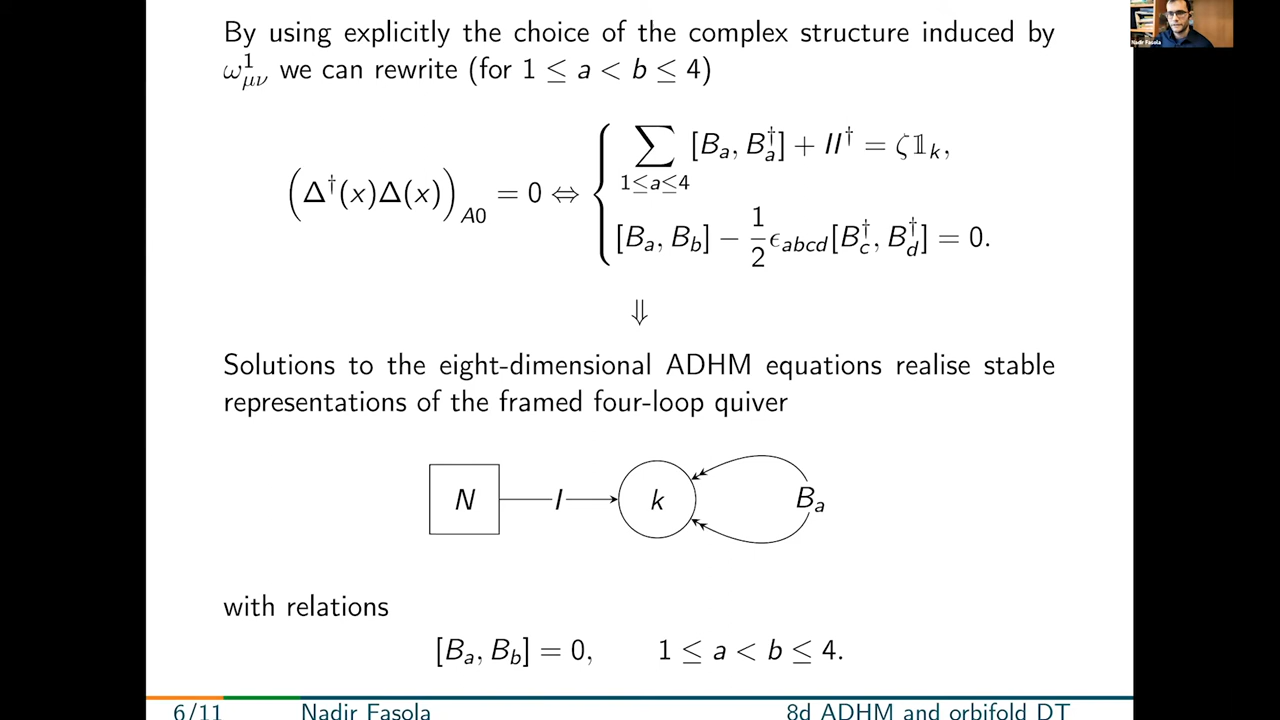 By using explicitly the choice of the complex structure induced by
ω¹_μν we can rewrite (for 1 ≤ a < b ≤ 4)
(Δ†(x)Δ(x))_A0 = 0 ⇔ { ∑_{1≤a≤4} [B_a, B_a†] + II† = ζ𝟙_k,
[B_a, B_b] − 1/2 ϵ_abcd[B_c†, B_d†] = 0.
⇓
Solutions to the eight-dimensional ADHM equations realise stable
representations of the framed four-loop quiver
N I k B_a
with relations
[B_a, B_b] = 0, 1 ≤ a < b ≤ 4.
6/11 Nadir Fasola 8d ADHM and orbifold DT
Nadir Fasola